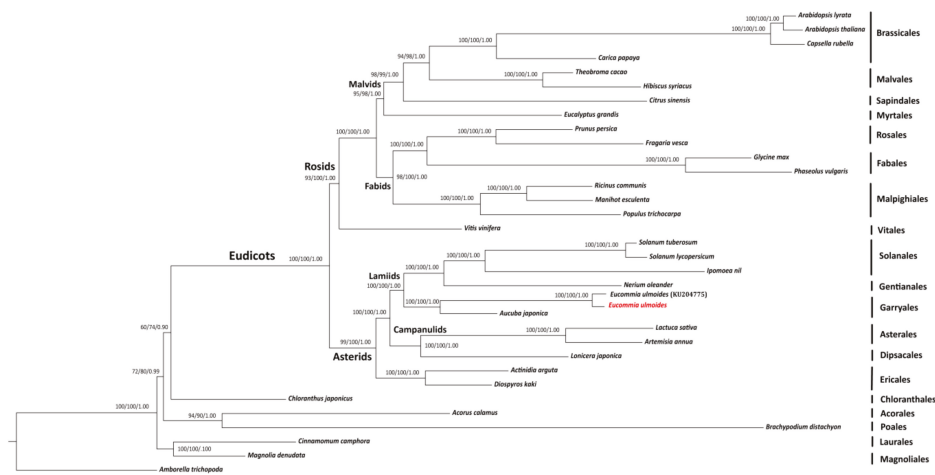 100/100/1.00 Arabidopsis lyrata
100/100/1.00 Arabidopsis thaliana
Capsella rubella
Brassicales
100/100/1.00
94/98/1.00
Carica papaya
98/99/1.00
100/100/1.00 Theobroma cacao
Hibiscus syriacus
Malvales
Malvids
95/98/1.00
Citrus sinensis
Sapindales
Eucalyptus grandis
Myrtales
100/100/1.00
Prunus persica
Fragaria vesca
Rosales
100/100/1.00
100/100/1.00
100/100/1.00 Glycine max
Phaseolus vulgaris
Fabales
Rosids
93/100/1.00
Fabids
98/100/1.00
100/100/1.00
100/100/1.00
Ricinus communis
Manihot esculenta
Populus trichocarpa
Malpighiales
Vitis vinifera
Vitales
Eudicots
100/100/1.00
100/100/1.00 Solanum tuberosum
Solanum lycopersicum
100/100/1.00
Ipomoea nil
Solanales
100/100/1.00
Lamiids
100/100/1.00
Nerium oleander
Gentianales
100/100/1.00 Eucommia ulmoides (KU204775)
Eucommia ulmoides
100/100/1.00
Aucuba japonica
Garryales
100/100/1.00
Campanulids
100/100/1.00
100/100/1.00 Lactuca sativa
Artemisia annua
Asterales
Lonicera japonica
Dipsacales
99/100/1.00
Asterids
100/100/1.00
Actinidia arguta
Diospyros kaki
Ericales
60/74/0.90
72/80/0.99
Chloranthus japonicus
Chloranthales
100/100/1.00
94/90/1.00
Acorus calamus
Acorales
Brachypodium distachyon
Poales
100/100/.100
Cinnamomum camphora
Laurales
Magnolia denudata
Magnoliales
Amborella trichopoda